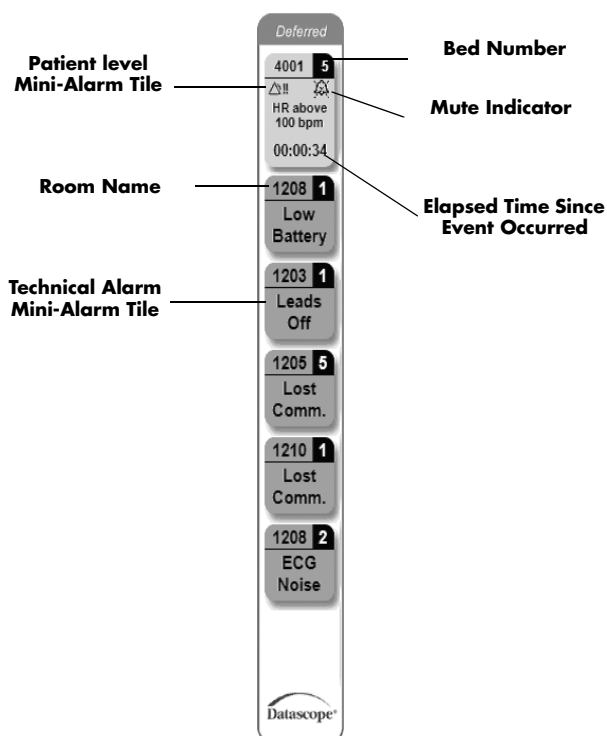 Deferred
Patient level
Mini-Alarm Tile
Bed Number
4001 5
!!
Mute Indicator
HR above
100 bpm
00:00:34
Room Name
Elapsed Time Since
Event Occurred
1208 1
Low
Battery
Technical Alarm
Mini-Alarm Tile
1203 1
Leads
Off
1205 5
Lost
Comm.
1210 1
Lost
Comm.
1208 2
ECG
Noise
Datascope®